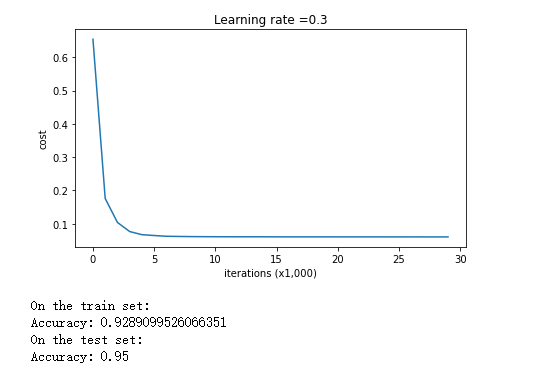 Learning rate =0.3
0.6
0.5
0.4
0.3
0.2
0.1
cost
0 5 10 15 20 25 30
iterations (x1,000)
On the train set:
Accuracy: 0.9289099526066351
On the test set:
Accuracy: 0.95